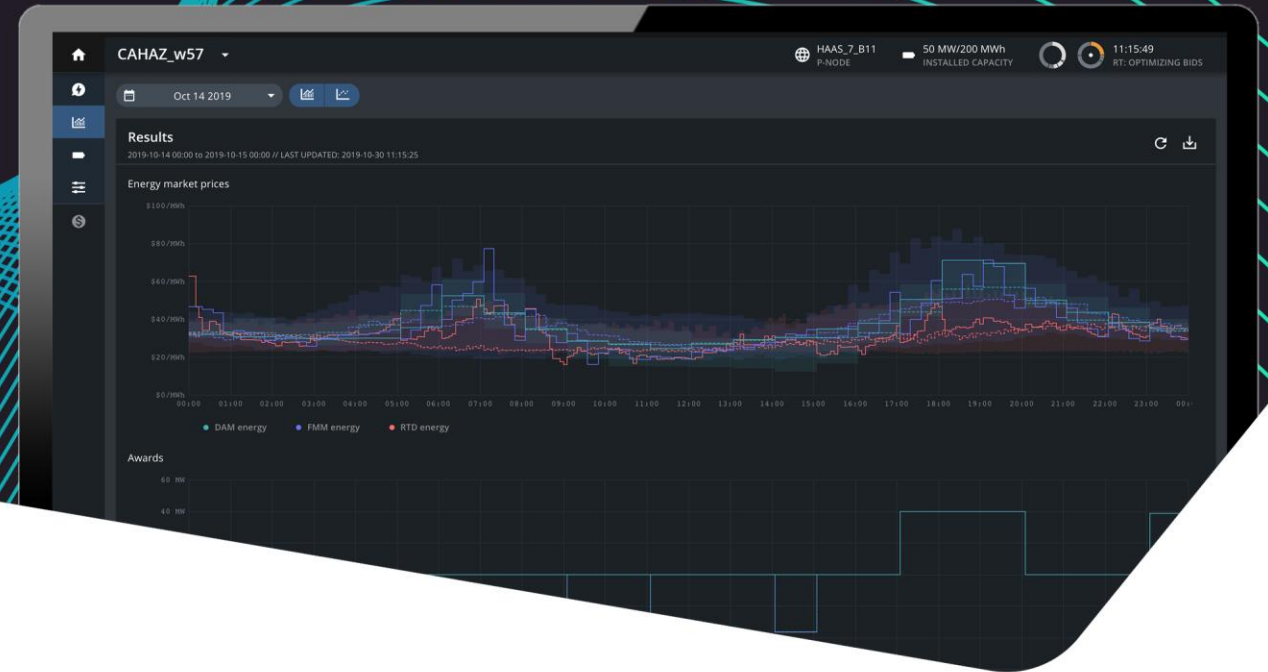 CAHAZ_w57
HAAS_7_B11
P-NODE
50 MW/200 MWh
INSTALLED CAPACITY
11:15:49
RT: OPTIMIZING BIDS
Oct 14 2019
Results
2019-10-14 00:00 to 2019-10-15 00:00 // LAST UPDATED: 2019-10-30 11:15:25
Energy market prices
$100/MWh
$80/MWh
$60/MWh
$40/MWh
$20/MWh
$0/MWh
00:00 01:00 02:00 03:00 04:00 05:00 06:00 07:00 08:00 09:00 10:00 11:00 12:00 13:00 14:00 15:00 16:00 17:00 18:00 19:00 20:00 21:00 22:00 23:00 00:
DAM energy FMM energy RTD energy
Awards
60 MW
40 MW